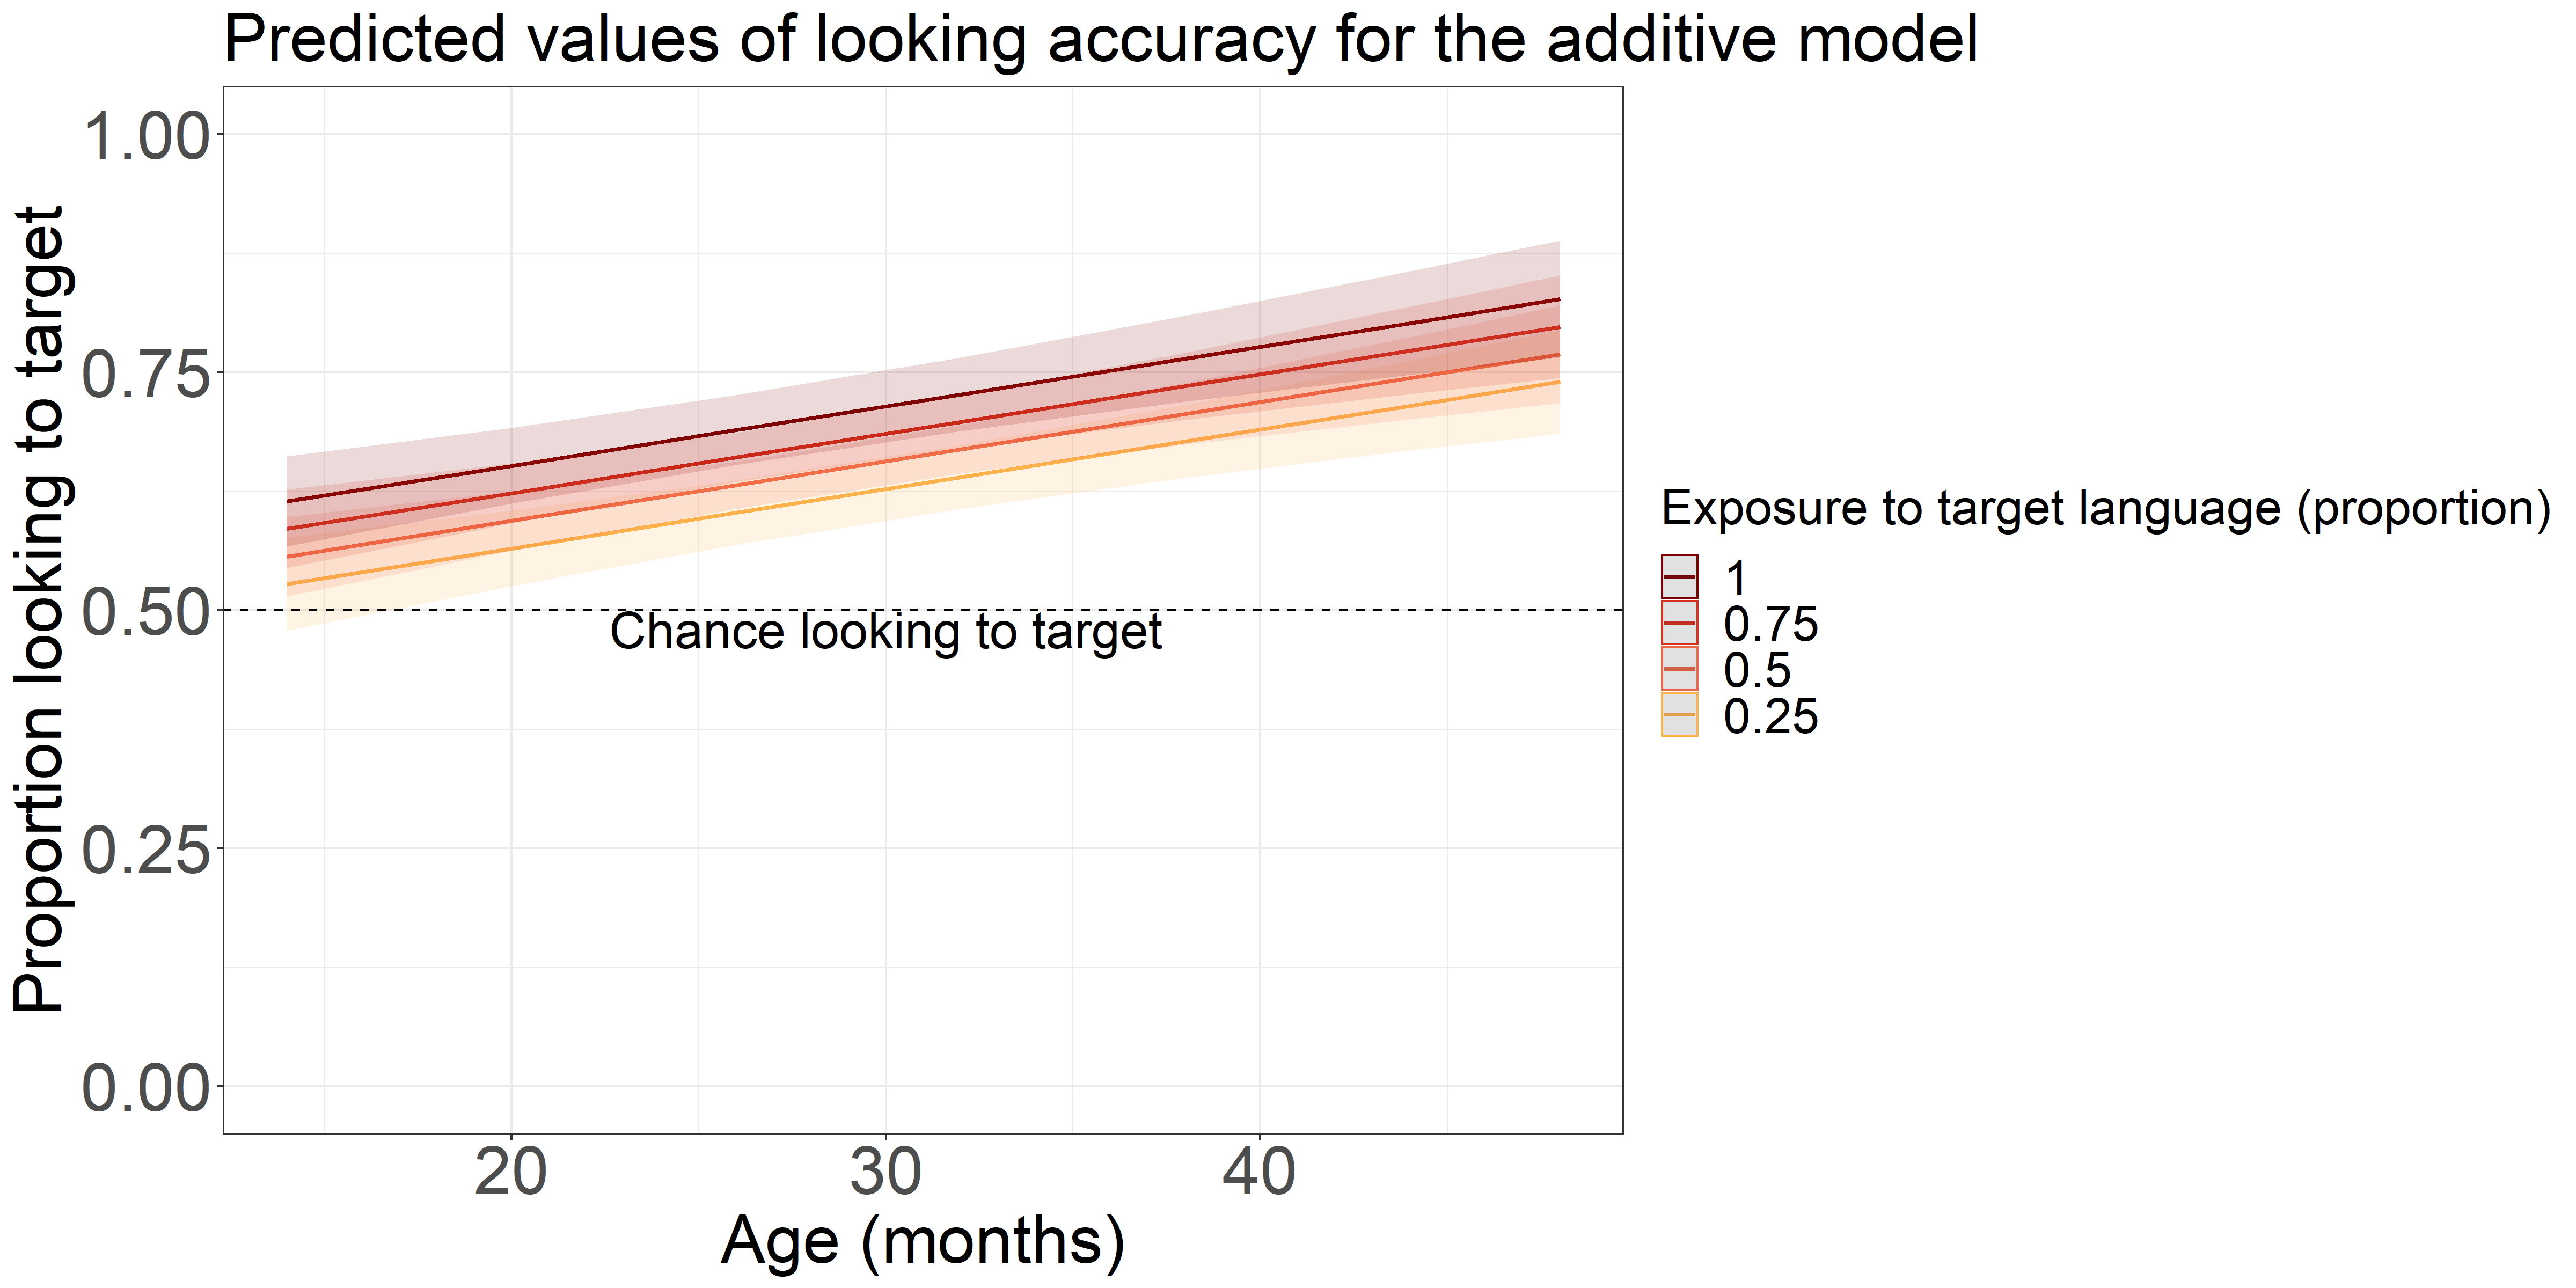 Predicted values of looking accuracy for the additive model
Proportion looking to target
1.00
0.75
0.50
0.25
0.00
Chance looking to target
20
30
40
Age (months)
Exposure to target language (proportion)
1
0.75
0.5
0.25